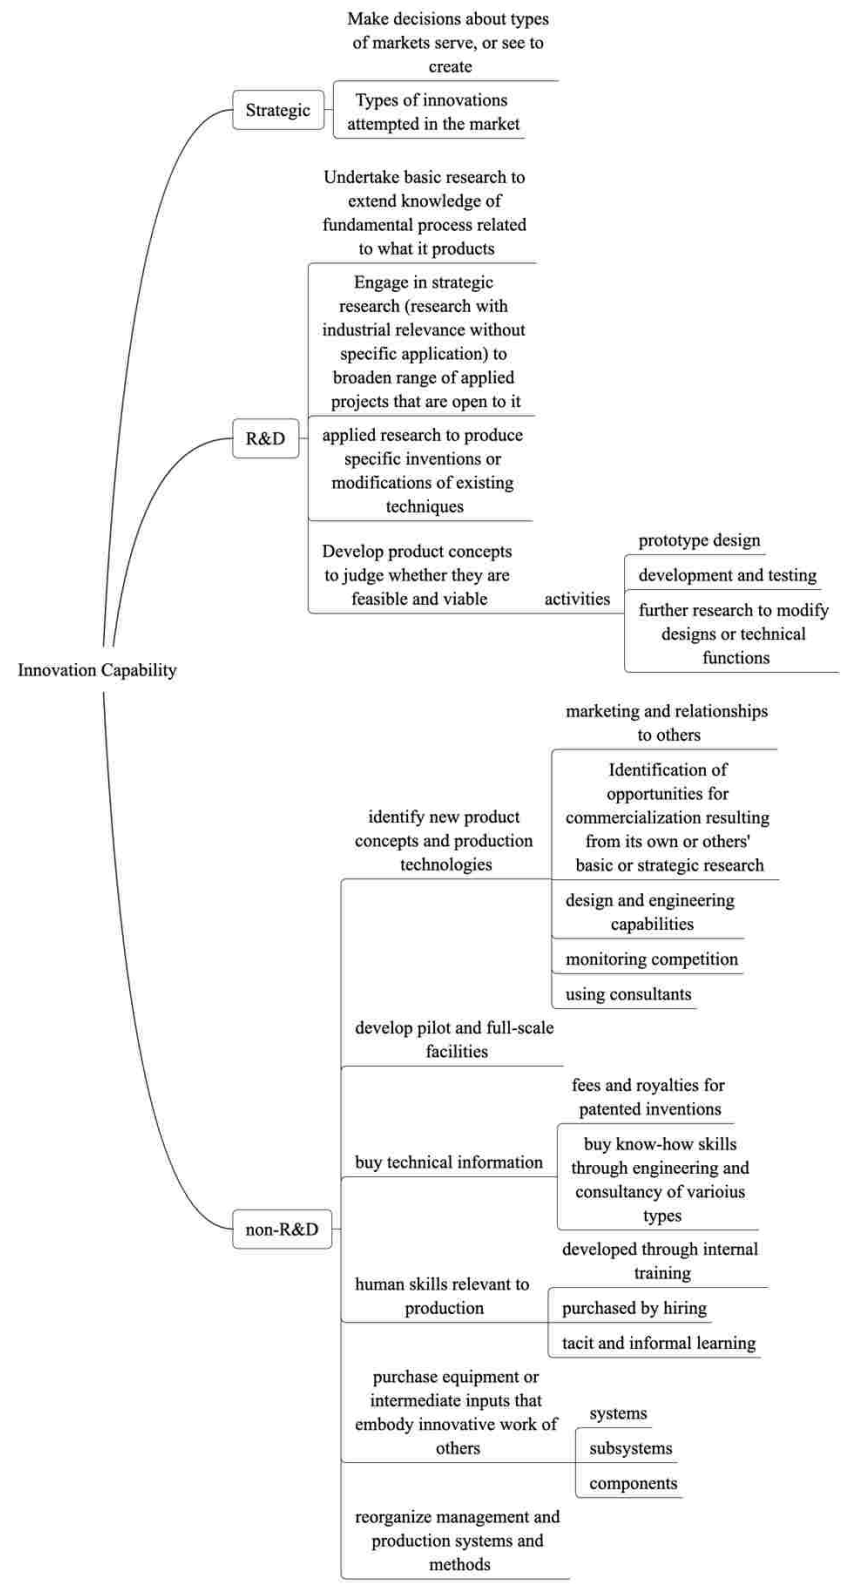 Make decisions about types
of markets serve, or see to
create
Strategic
Types of innovations
attempted in the market
Undertake basic research to
extend knowledge of
fundamental process related
to what it products
Engage in strategic
research (research with
industrial relevance without
specific application) to
broaden range of applied
projects that are open to it
R&D
applied research to produce
specific inventions or
modifications of existing
techniques
Develop product concepts
to judge whether they are
feasible and viable
activities
prototype design
development and testing
further research to modify
designs or technical
functions
Innovation Capability
identify new product
concepts and production
technologies
marketing and relationships
to others
Identification of
opportunities for
commercialization resulting
from its own or others'
basic or strategic research
design and engineering
capabilities
monitoring competition
using consultants
develop pilot and full-scale
facilities
buy technical information
fees and royalties for
patented inventions
buy know-how skills
through engineering and
consultancy of varioius
types
non-R&D
human skills relevant to
production
developed through internal
training
purchased by hiring
tacit and informal learning
purchase equipment or
intermediate inputs that
embody innovative work of
others
systems
subsystems
components
reorganize management and
production systems and
methods